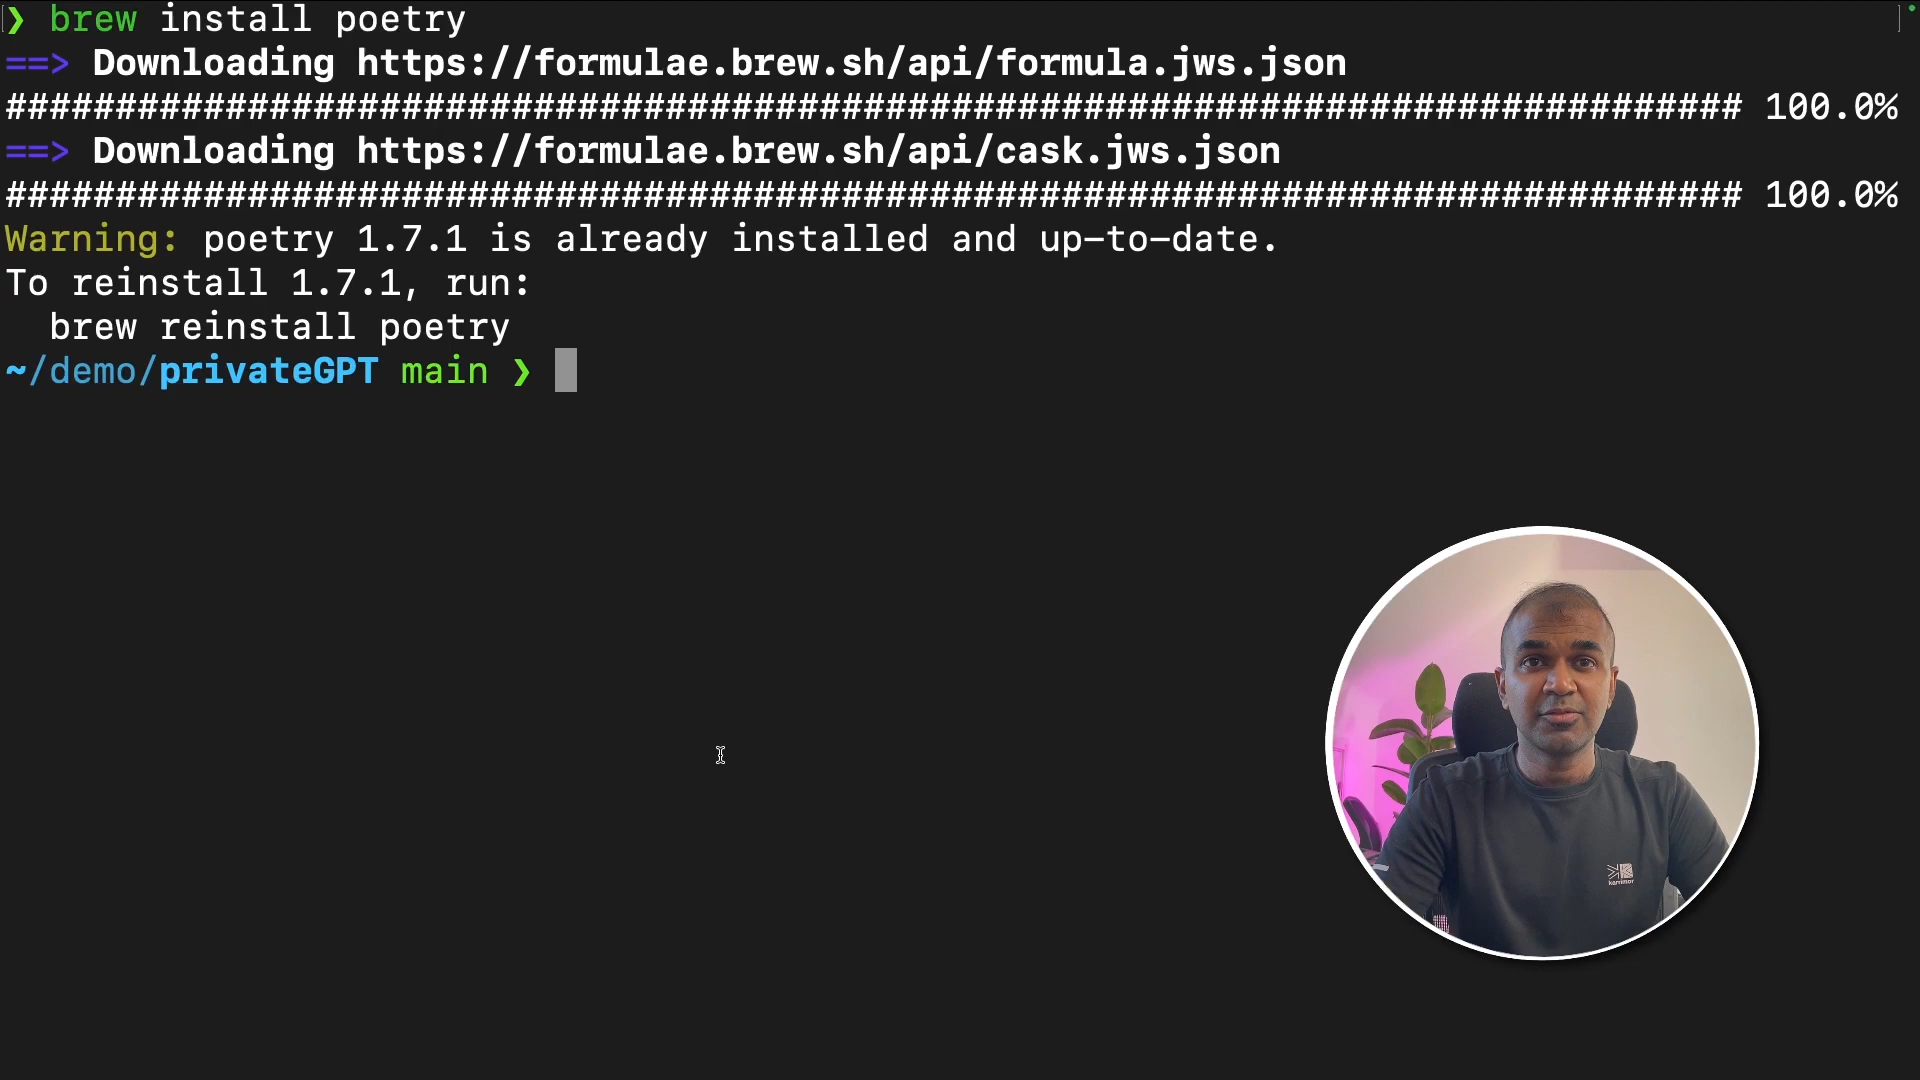 ❯ brew install poetry
==> Downloading https://formulae.brew.sh/api/formula.jws.json
############################################################################### 100.0%
==> Downloading https://formulae.brew.sh/api/cask.jws.json
############################################################################### 100.0%
Warning: poetry 1.7.1 is already installed and up-to-date.
To reinstall 1.7.1, run:
  brew reinstall poetry
~/demo/privateGPT main ❯
karrimor